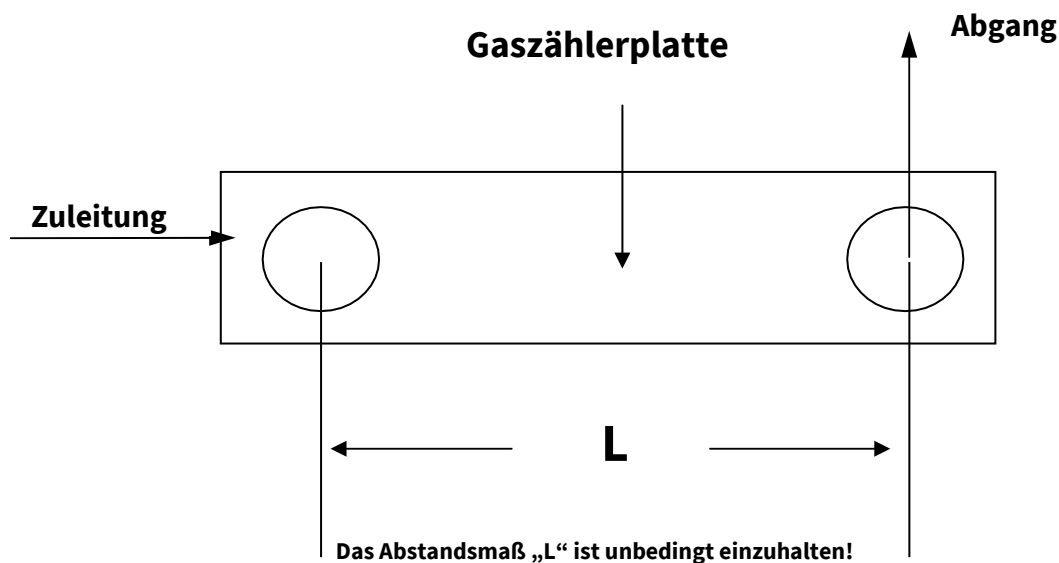 Abgang
Gaszählerplatte
Zuleitung
L
Das Abstandsmaß „L“ ist unbedingt einzuhalten!